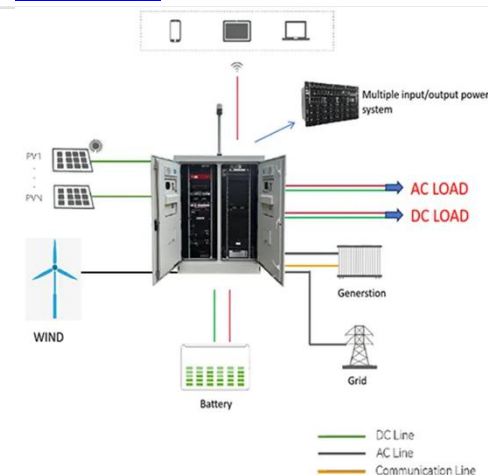 Multiple input/output power
system
PV1
PVN
AC LOAD
DC LOAD
WIND
Generstion
Grid
Battery
DC Line
AC Line
Communication Line